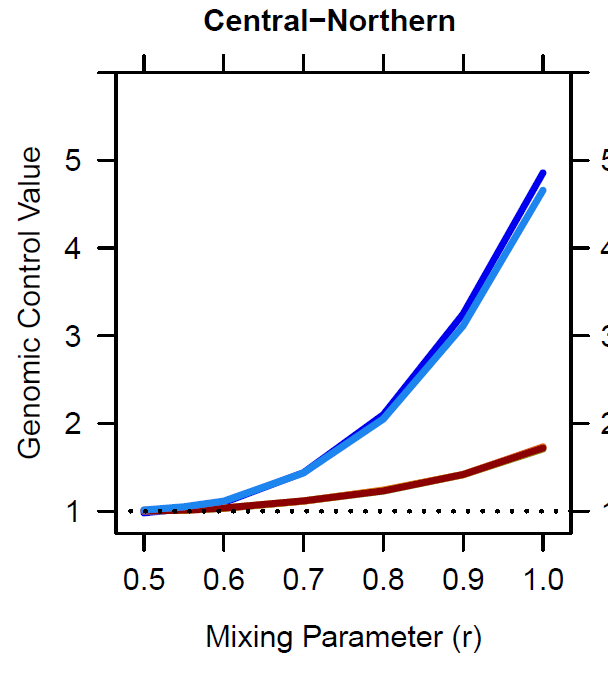 Central−Northern
Genomic Control Value
5
4
3
2
1
5
4
3
2
1
0.5 0.6 0.7 0.8 0.9 1.0
Mixing Parameter (r)